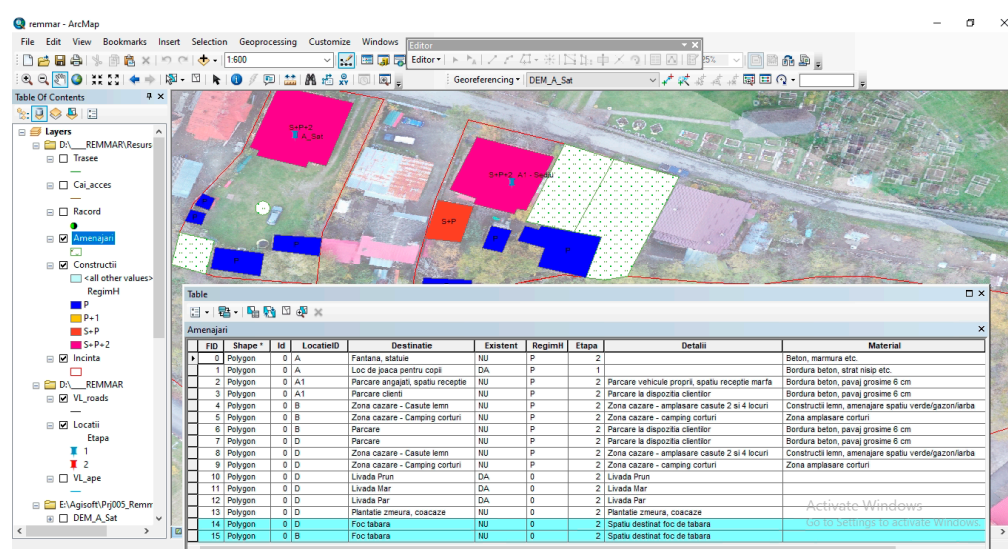 remmar - ArcMap
File Edit View Bookmarks Insert Selection Geoprocessing Customize Windows
Editor
1:600
Editor
Georeferencing DEM_A_Sat
Table Of Contents
Layers
D:\___REMMAR\Resurs
Trasee
Cai_acces
Racord
Amenajari
Constructii
<all other values>
RegimH
P
P+1
S+P
S+P+2
Incinta
D:\___REMMAR
VL_roads
Locatii
Etapa
1
2
VL_ape
E:\Agisoft\Prj005_Remm
DEM_A_Sat
S+P+2
A_Sat
S+P+2 A1 - Sediu
S+P
Table
Amenajari
FID Shape * Id LocatieID Destinatie Existent RegimH Etapa Detalii Material
0 Polygon 0 A Fantana, statuie NU P 2 Beton, marmura etc.
1 Polygon 0 A Loc de joaca pentru copii DA P 1 Bordura beton, strat nisip etc.
2 Polygon 0 A1 Parcare angajati, spatiu receptie NU P 2 Parcare vehicule proprii, spatiu receptie marfa Bordura beton, pavaj grosime 6 cm
3 Polygon 0 A1 Parcare clienti NU P 2 Parcare la dispozitia clientilor Bordura beton, pavaj grosime 6 cm
4 Polygon 0 B Zona cazare - Casute lemn NU P 2 Zona cazare - amplasare casute 2 si 4 locuri Constructii lemn, amenajare spatiu verde/gazon/iarba
5 Polygon 0 B Zona cazare - Camping corturi NU P 2 Zona cazare - camping corturi Zona amplasare corturi
6 Polygon 0 B Parcare NU P 2 Parcare la dispozitia clientilor Bordura beton, pavaj grosime 6 cm
7 Polygon 0 D Parcare NU P 2 Parcare la dispozitia clientilor Bordura beton, pavaj grosime 6 cm
8 Polygon 0 D Zona cazare - Casute lemn NU P 2 Zona cazare - amplasare casute 2 si 4 locuri Constructii lemn, amenajare spatiu verde/gazon/iarba
9 Polygon 0 D Zona cazare - Camping corturi NU P 2 Zona cazare - camping corturi Zona amplasare corturi
10 Polygon 0 D Livada Prun DA 0 2 Livada Prun
11 Polygon 0 D Livada Mar DA 0 2 Livada Mar
12 Polygon 0 D Livada Par DA 0 2 Livada Par
13 Polygon 0 D Plantatie zmeura, coacaze NU 0 2 Plantatie zmeura, coacaze
14 Polygon 0 D Foc tabara NU 0 2 Spatiu destinat foc de tabara
15 Polygon 0 B Foc tabara NU 0 2 Spatiu destinat foc de tabara
Activate Windows
Go to Settings to activate Windows.